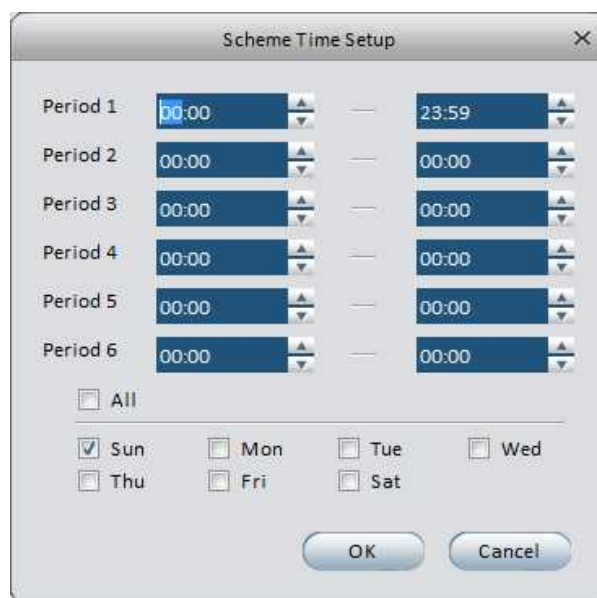 Scheme Time Setup
Period 1 00:00 — 23:59
Period 2 00:00 — 00:00
Period 3 00:00 — 00:00
Period 4 00:00 — 00:00
Period 5 00:00 — 00:00
Period 6 00:00 — 00:00
All
Sun Mon Tue Wed
Thu Fri Sat
OK Cancel